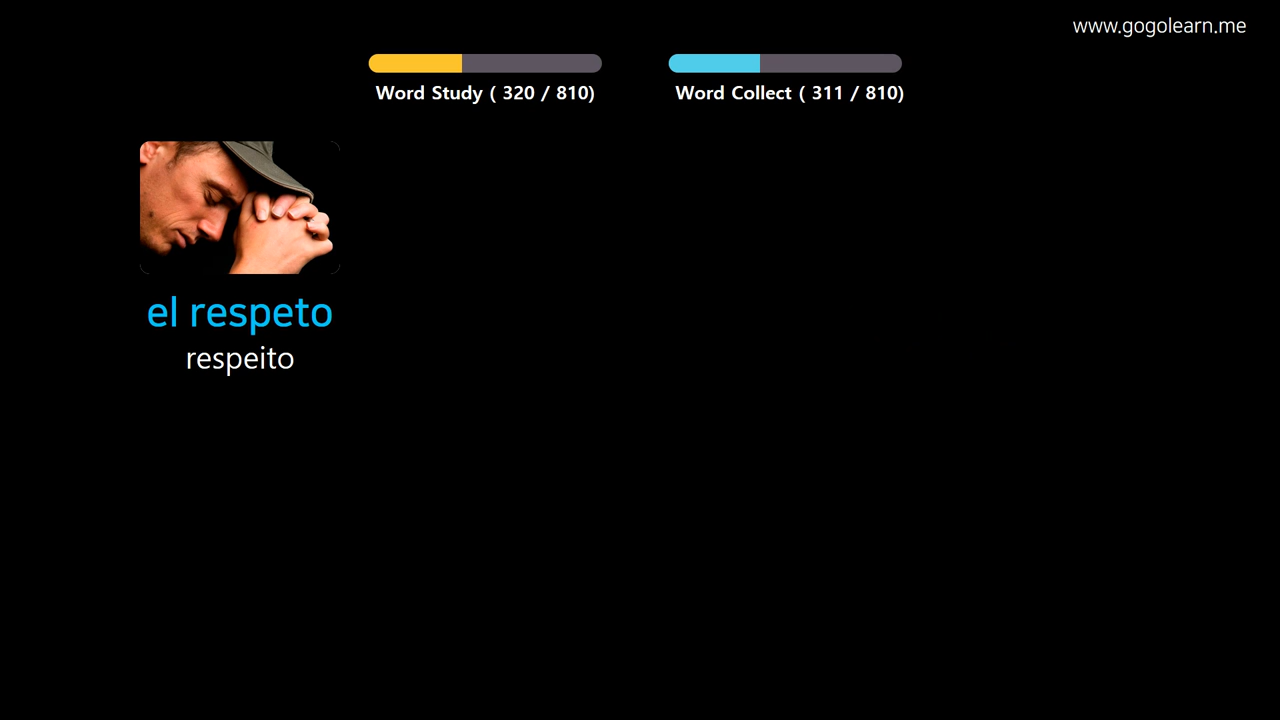 www.gogolearn.me
Word Study ( 320 / 810)
Word Collect ( 311 / 810)
el respeto
respeito